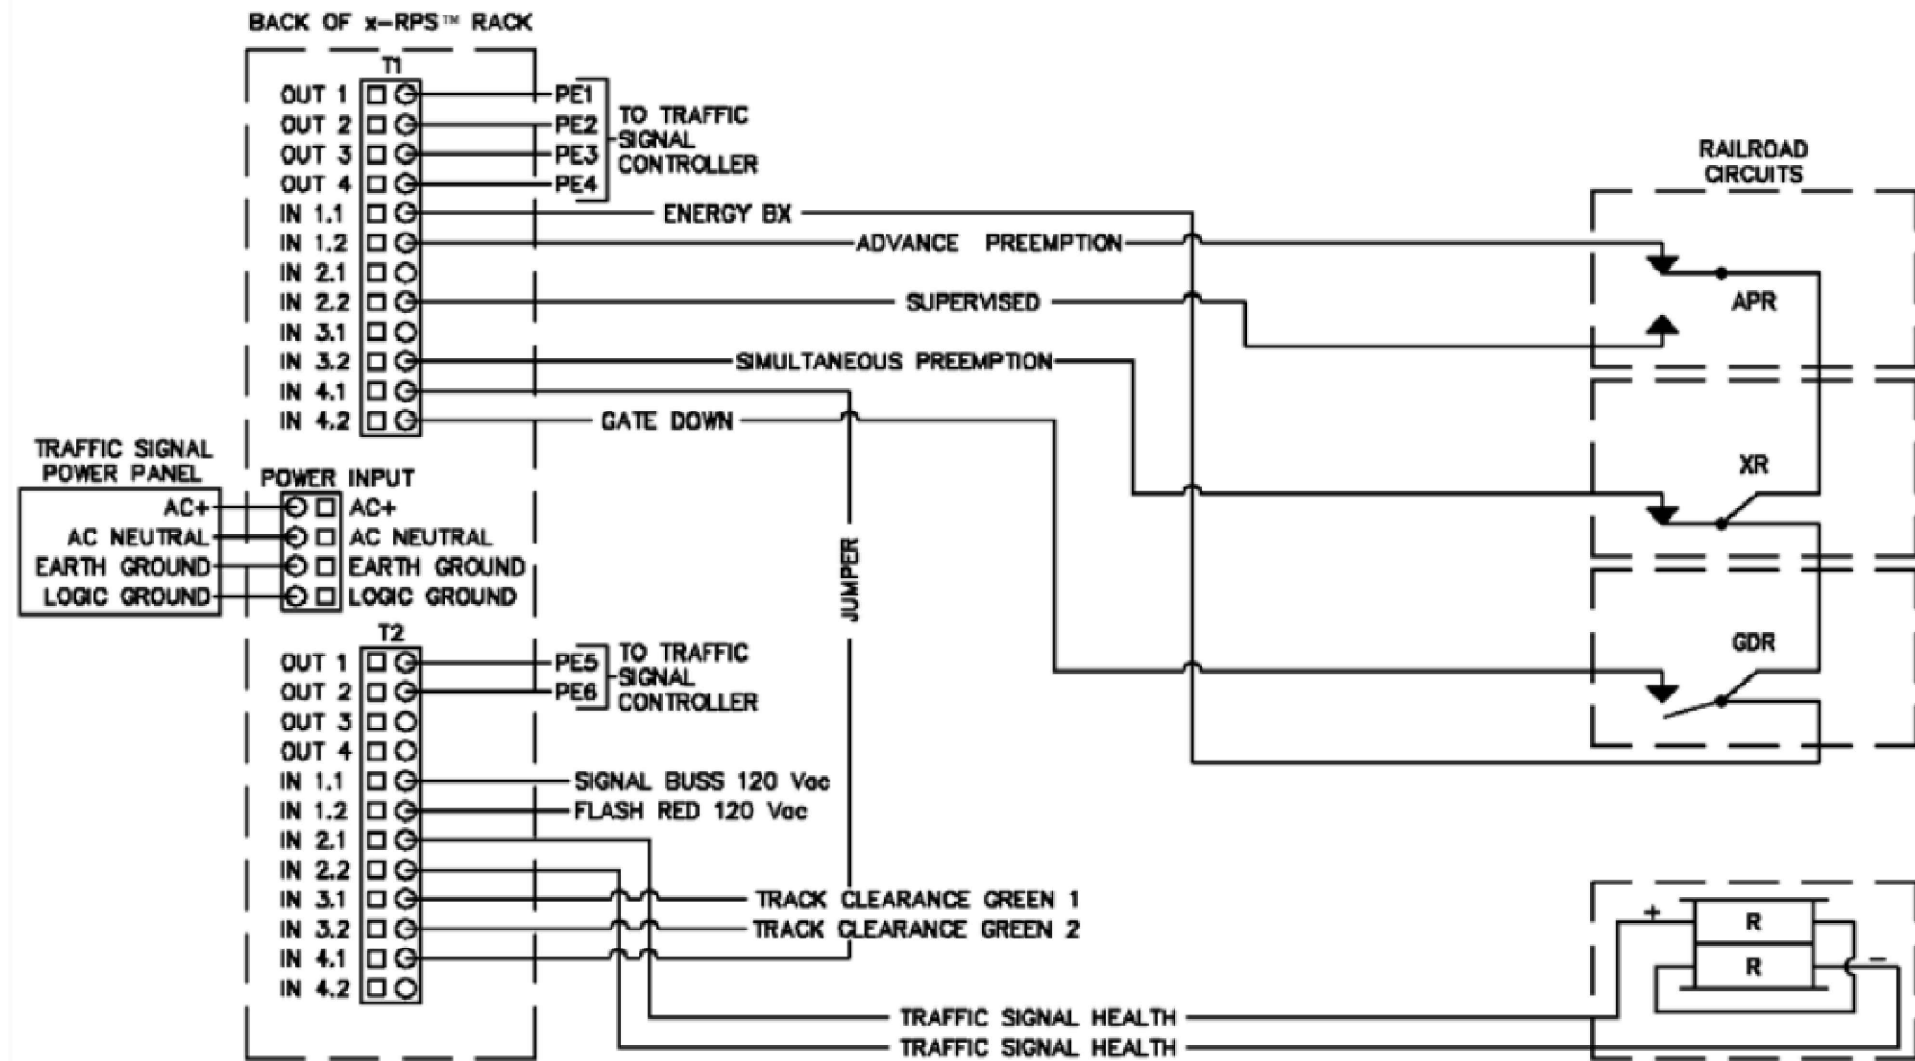 BACK OF x-RPS™ RACK
T1
OUT 1
PE1
OUT 2
PE2
OUT 3
PE3
OUT 4
PE4
TO TRAFFIC
SIGNAL
CONTROLLER
IN 1.1
ENERGY BX
IN 1.2
ADVANCE PREEMPTION
IN 2.1
IN 2.2
SUPERVISED
IN 3.1
IN 3.2
SIMULTANEOUS PREEMPTION
IN 4.1
IN 4.2
GATE DOWN
JUMPER
RAILROAD
CIRCUITS
APR
XR
GDR
TRAFFIC SIGNAL
POWER PANEL
AC+
AC NEUTRAL
EARTH GROUND
LOGIC GROUND
POWER INPUT
AC+
AC NEUTRAL
EARTH GROUND
LOGIC GROUND
T2
OUT 1
PE5
OUT 2
PE6
TO TRAFFIC
SIGNAL
CONTROLLER
OUT 3
OUT 4
IN 1.1
SIGNAL BUSS 120 Vac
IN 1.2
FLASH RED 120 Vac
IN 2.1
IN 2.2
IN 3.1
TRACK CLEARANCE GREEN 1
IN 3.2
TRACK CLEARANCE GREEN 2
IN 4.1
IN 4.2
TRAFFIC SIGNAL HEALTH
TRAFFIC SIGNAL HEALTH
+
R
R
-